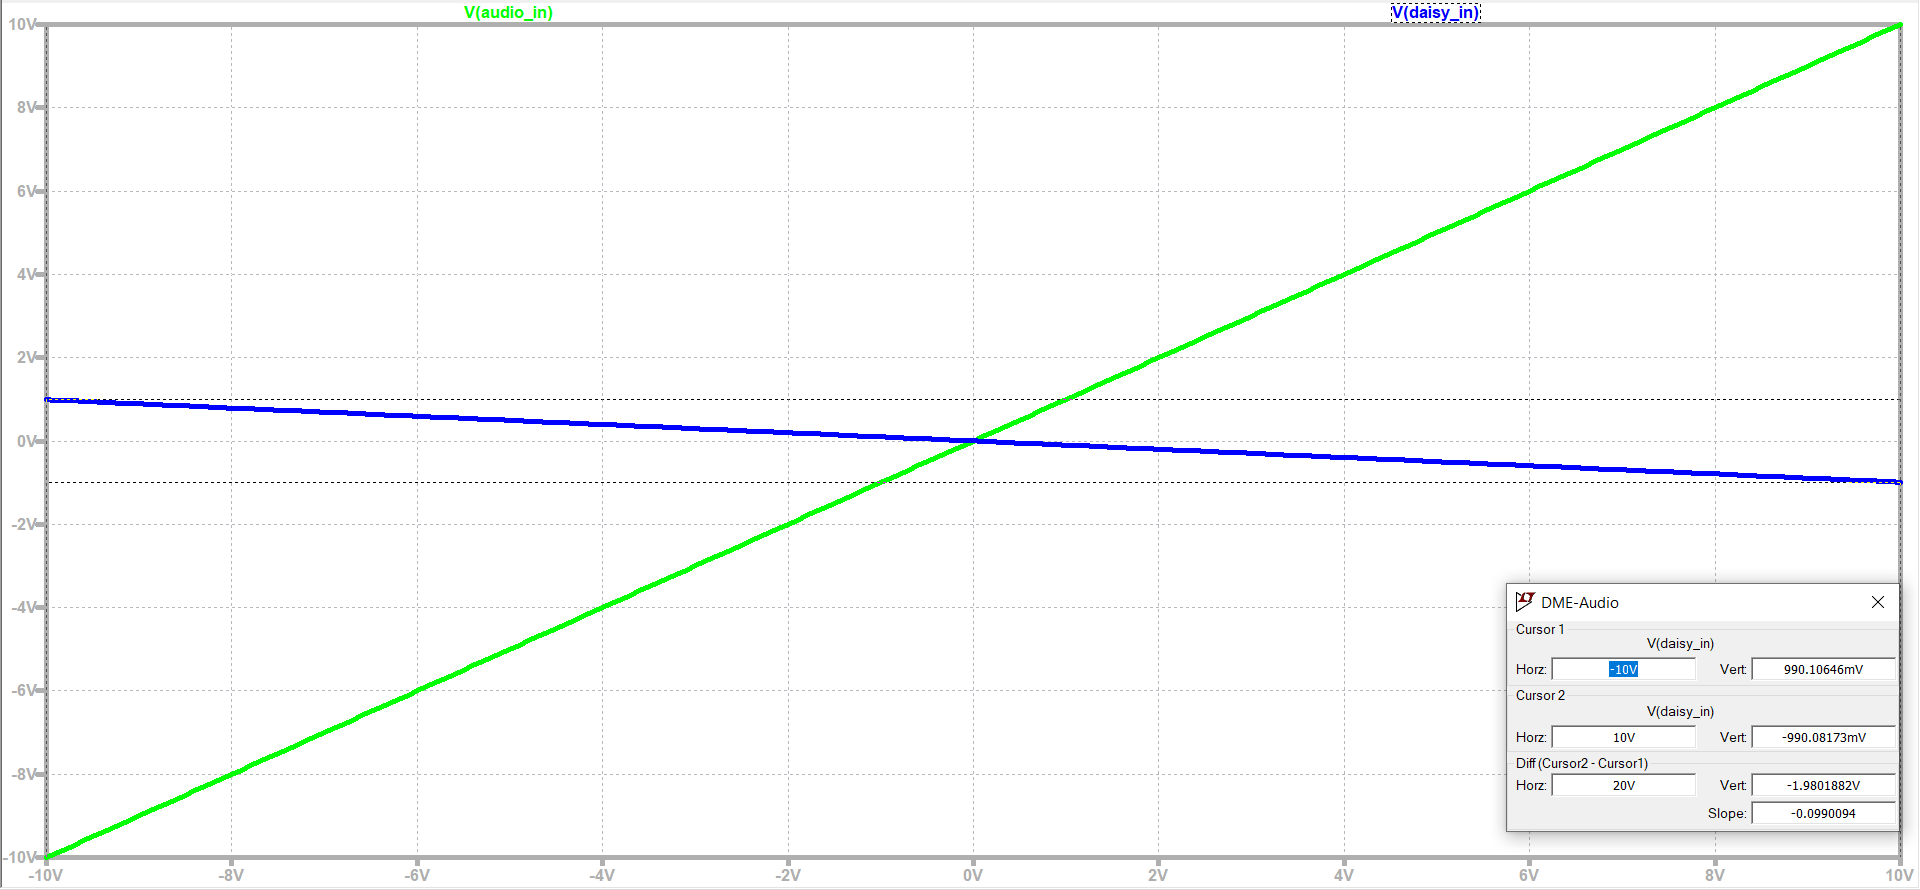 V(audio_in) V(daisy_in)
10V
8V
6V
4V
2V
0V
-2V
-4V
-6V
-8V
-10V
-10V -8V -6V -4V -2V 0V 2V 4V 6V 8V 10V
DME-Audio
Cursor 1
V(daisy_in)
Horz: -10V Vert: 990.10646mV
Cursor 2
V(daisy_in)
Horz: 10V Vert: -990.08173mV
Diff (Cursor2 - Cursor1)
Horz: 20V Vert: -1.9801882V
Slope: -0.0990094